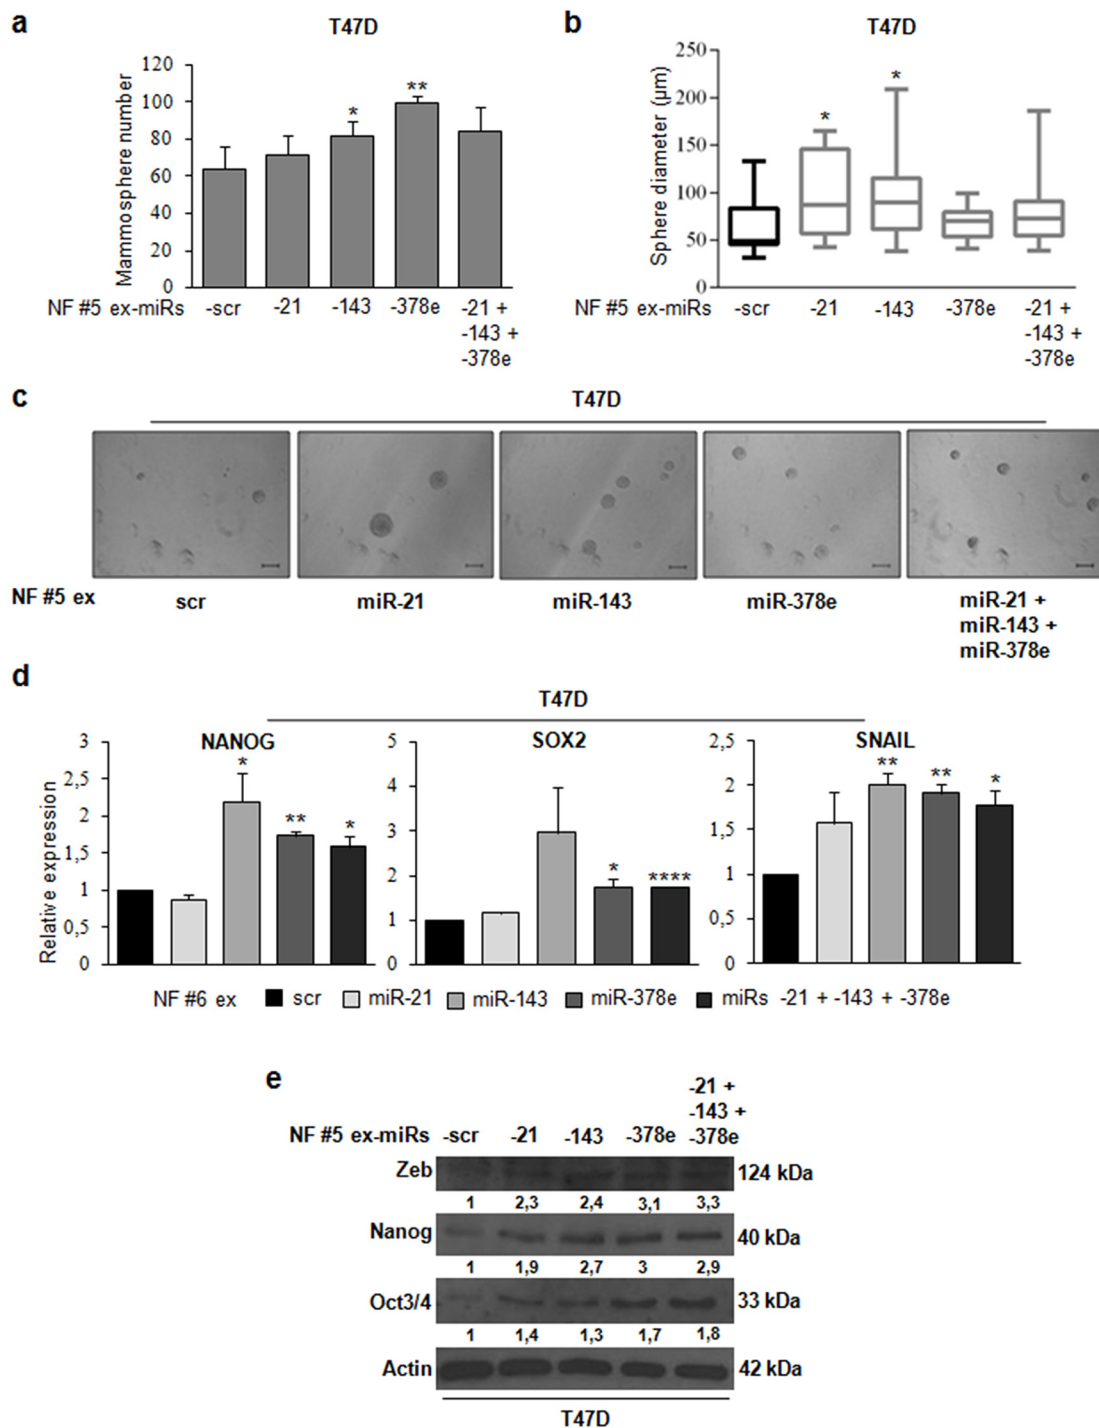 a
T47D
Mammosphere number
120
100
80
60
40
20
0
*
**
NF #5 ex-miRs -scr -21 -143 -378e -21 +
-143 +
-378e
b
T47D
Sphere diameter (µm)
250
200
150
100
50
0
*
*
NF #5 ex-miRs -scr -21 -143 -378e -21 +
-143 +
-378e
c
T47D
NF #5 ex scr miR-21 miR-143 miR-378e miR-21 +
miR-143 +
miR-378e
d
T47D
Relative expression
NANOG
3
2,5
2
1,5
1
0,5
0
*
**
*
SOX2
5
4
3
2
1
0
*
****
SNAIL
2,5
2
1,5
1
0,5
0
**
**
*
NF #6 ex scr miR-21 miR-143 miR-378e miRs -21 + -143 + -378e
e
-21 +
-143 +
NF #5 ex-miRs -scr -21 -143 -378e -378e
Zeb 124 kDa
1 2,3 2,4 3,1 3,3
Nanog 40 kDa
1 1,9 2,7 3 2,9
Oct3/4 33 kDa
1 1,4 1,3 1,7 1,8
Actin 42 kDa
T47D